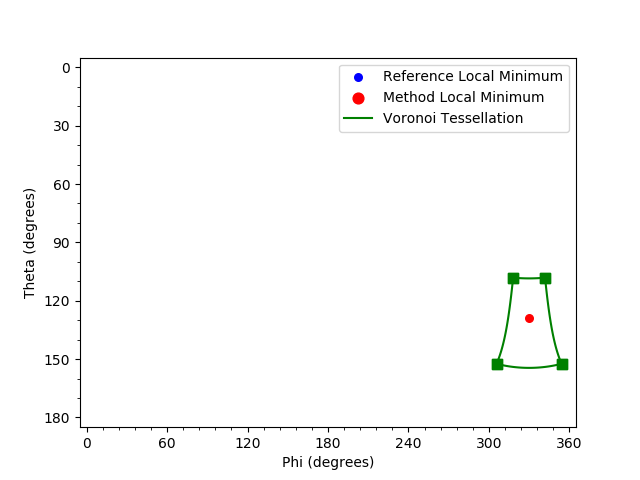 Reference Local Minimum
Method Local Minimum
Voronoi Tessellation
0
30
60
90
120
150
180
Theta (degrees)
0 60 120 180 240 300 360
Phi (degrees)